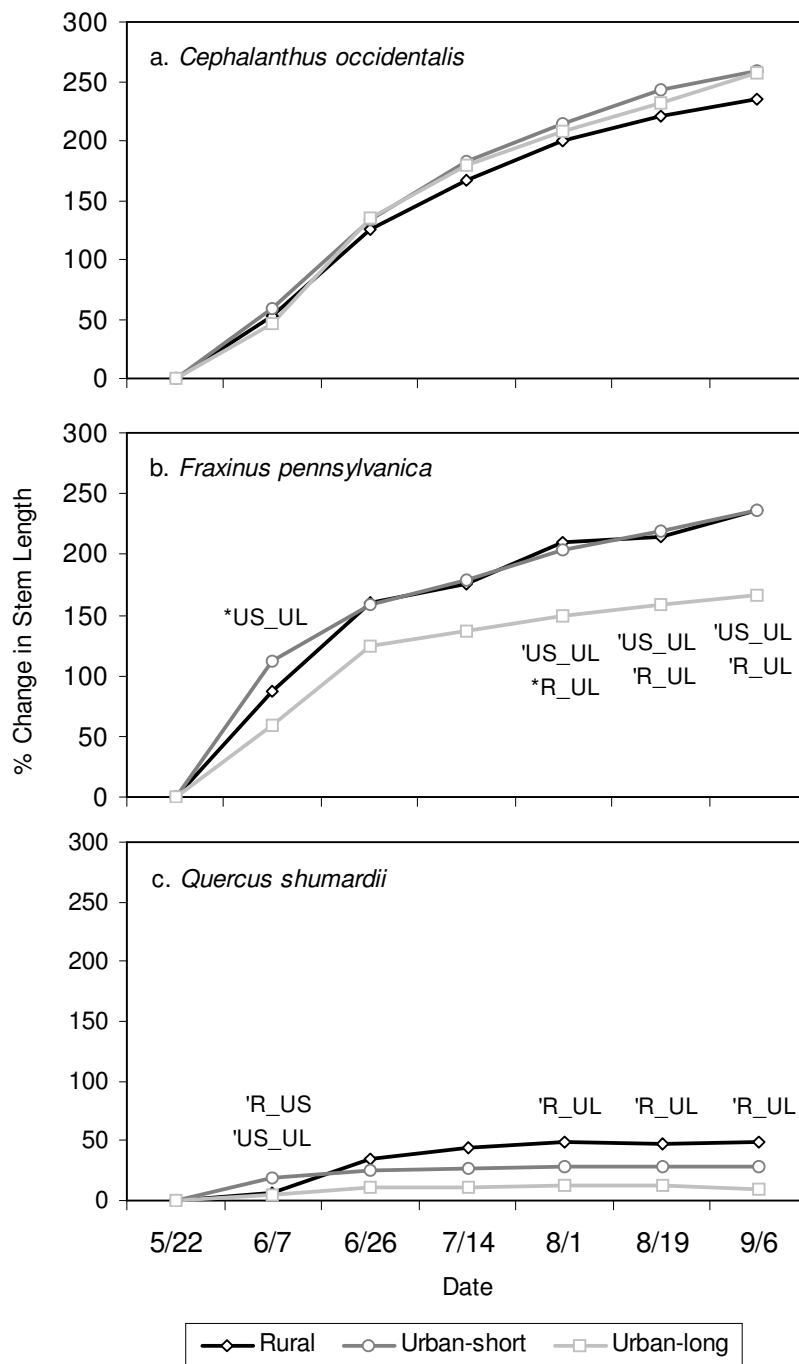 300
a. Cephalanthus occidentalis
250
200
150
100
50
0
% Change in Stem Length
300
b. Fraxinus pennsylvanica
250
200
150
100
50
0
*US_UL
'US_UL
*R_UL
'US_UL
'R_UL
'US_UL
'R_UL
300
c. Quercus shumardii
250
200
150
100
50
0
'R_US
'US_UL
'R_UL
'R_UL
'R_UL
5/22 6/7 6/26 7/14 8/1 8/19 9/6
Date
Rural Urban-short Urban-long